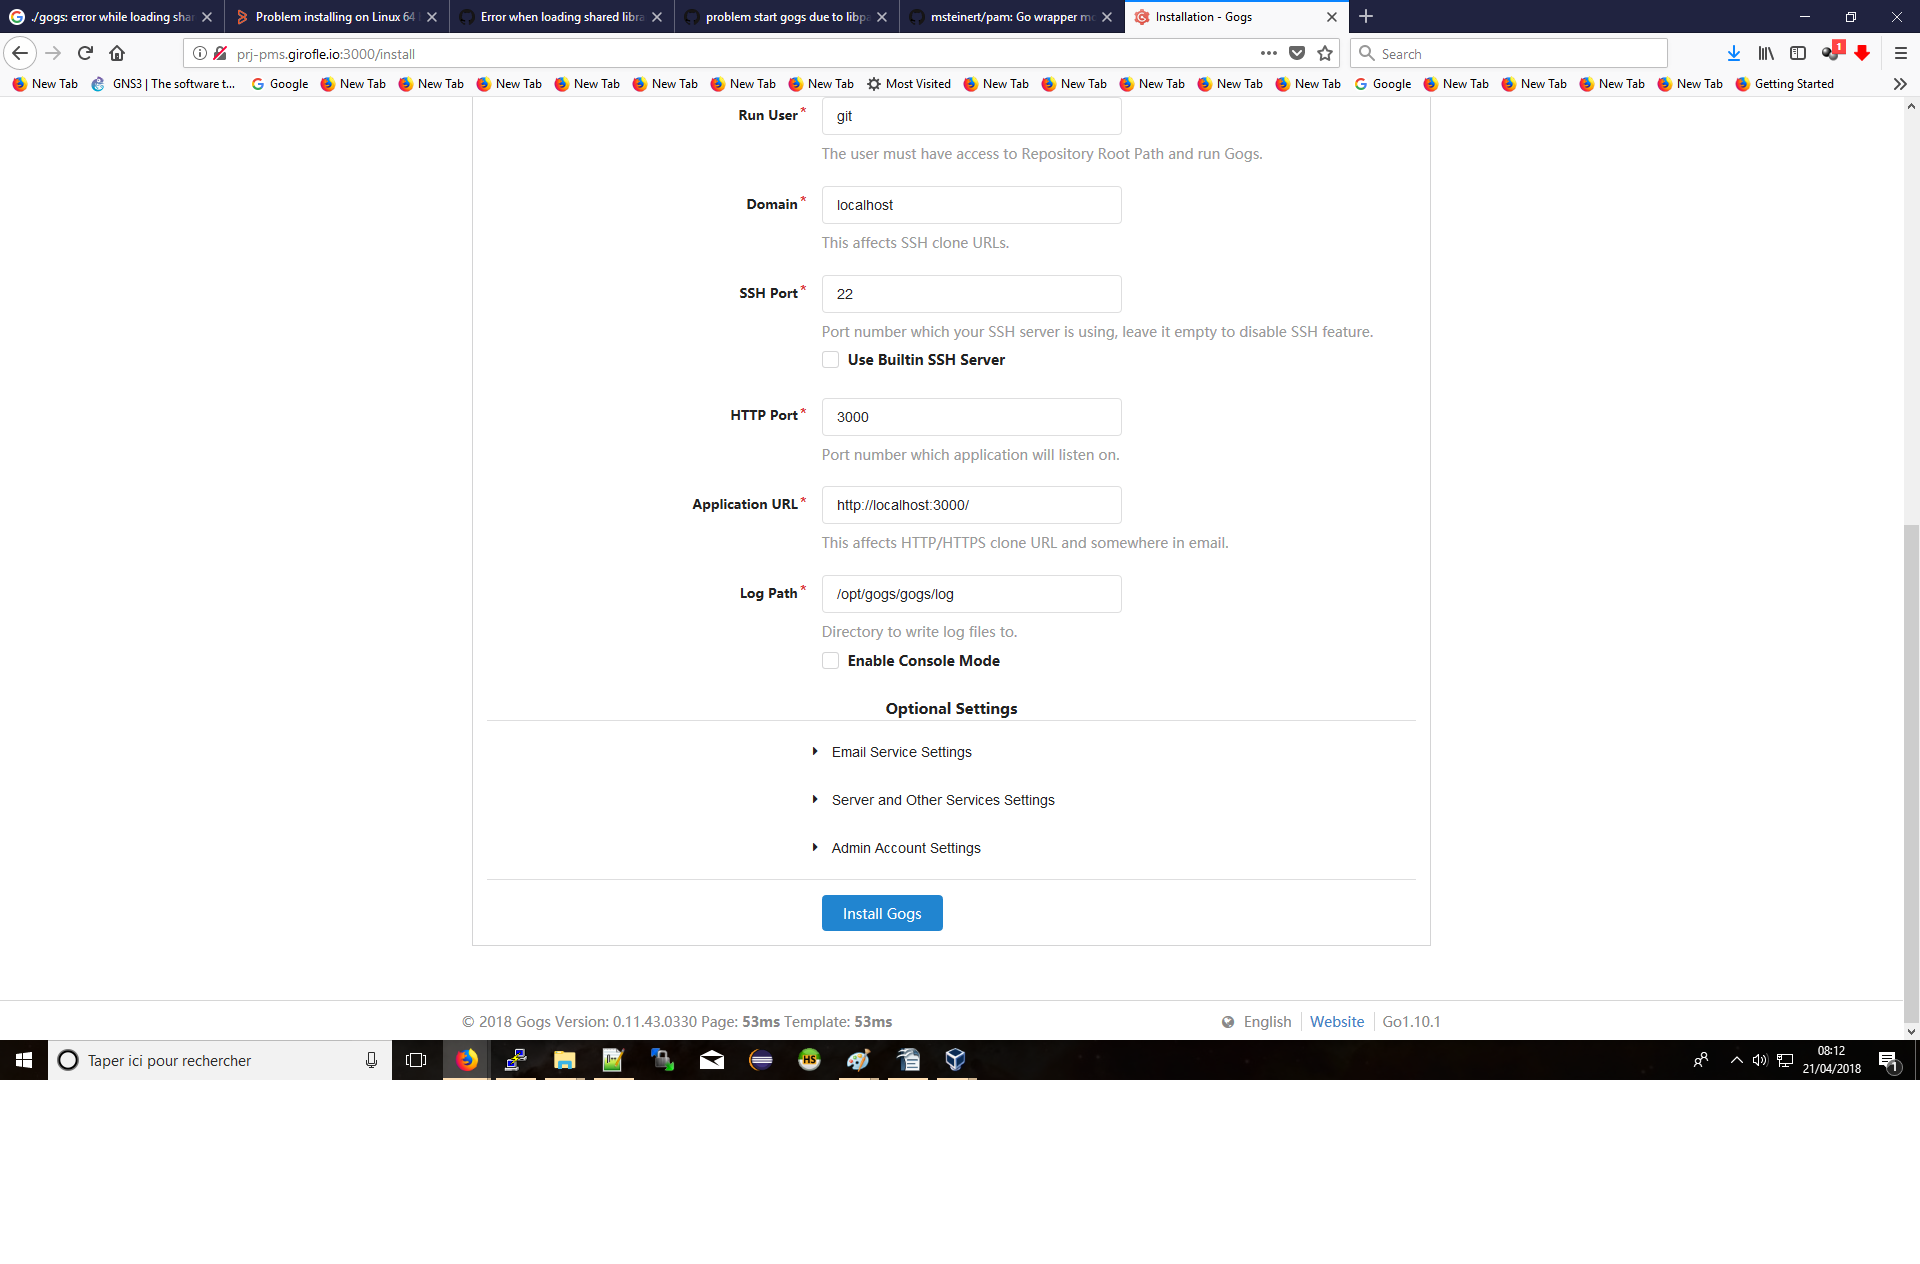 ./gogs: error while loading shar
Problem installing on Linux 64
Error when loading shared libra
problem start gogs due to libpa
msteinert/pam: Go wrapper mo
Installation - Gogs
prj-pms.girofle.io:3000/install
Search
1
New Tab
GNS3 | The software t...
Google
New Tab
New Tab
New Tab
New Tab
New Tab
New Tab
New Tab
Most Visited
New Tab
New Tab
New Tab
New Tab
New Tab
Google
New Tab
New Tab
New Tab
New Tab
Getting Started
Run User*
git
The user must have access to Repository Root Path and run Gogs.
Domain*
localhost
This affects SSH clone URLs.
SSH Port*
22
Port number which your SSH server is using, leave it empty to disable SSH feature.
Use Builtin SSH Server
HTTP Port*
3000
Port number which application will listen on.
Application URL*
http://localhost:3000/
This affects HTTP/HTTPS clone URL and somewhere in email.
Log Path*
/opt/gogs/gogs/log
Directory to write log files to.
Enable Console Mode
Optional Settings
Email Service Settings
Server and Other Services Settings
Admin Account Settings
Install Gogs
© 2018 Gogs Version: 0.11.43.0330 Page: 53ms Template: 53ms
English
Website
Go1.10.1
Taper ici pour rechercher
HS
08:12
21/04/2018
1